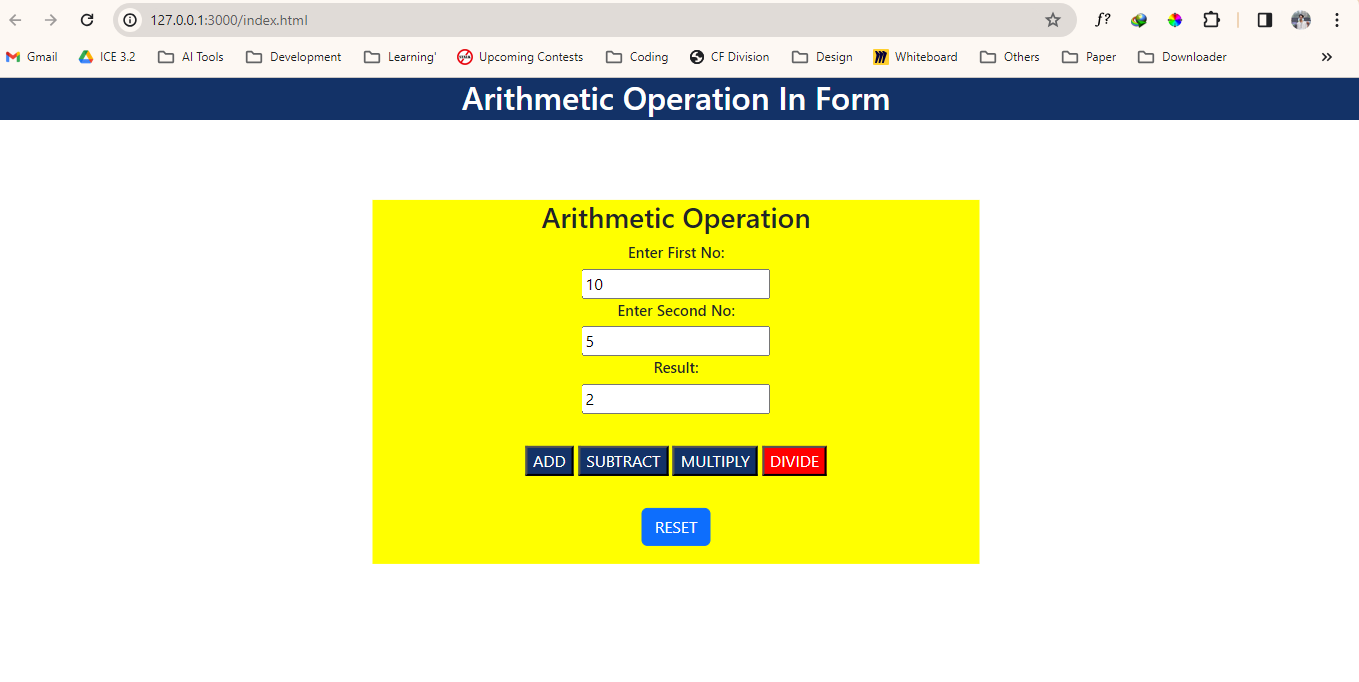 127.0.0.1:3000/index.html f?
Gmail ICE 3.2 AI Tools Development Learning' Upcoming Contests Coding CF Division Design Whiteboard Others Paper Downloader »
Arithmetic Operation In Form
Arithmetic Operation
Enter First No:
10
Enter Second No:
5
Result:
2
ADD SUBTRACT MULTIPLY DIVIDE
RESET